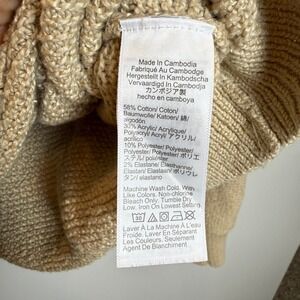 Made In Cambodia
Fabriqué Au Cambodge
Hergestellt In Kambodscha
Vervaardigd In Cambodja
カンボジア製
hecho en camboya
58% Cotton/ Coton/
Baumwolle/ Katoen/ 綿/
algodón
30% Acrylic/ Acrylique/
Acryl/ Acryl/ アクリル/
acrílico
10% Polyester/ Polyester/
Polyester/ Polyester/ ポリエ
ステル/ poliéster
2% Elastane/ Élasthanne/
Elastan/ Elastaan/ ポリウレ
タン/ elastano
Machine Wash Cold, With
Like Colors, Non-chlorine
Bleach Only, Tumble Dry
Low, Iron on Lowest Setting.
Laver À La Machine À L'eau
Froide, Laver En Séparant
Les Couleurs. Seulement
Agent De Blanchiment